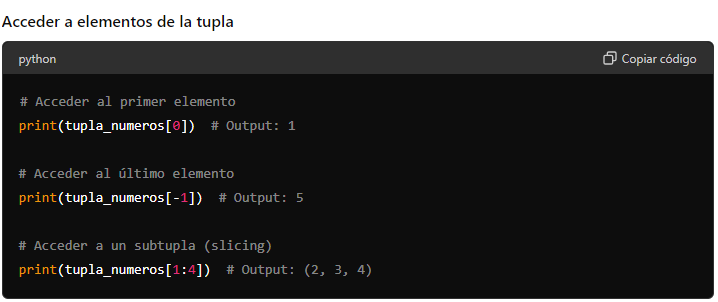 Acceder a elementos de la tupla
python
Copiar código
# Acceder al primer elemento
print(tupla_numeros[0])  # Output: 1
# Acceder al último elemento
print(tupla_numeros[-1])  # Output: 5
# Acceder a un subtupla (slicing)
print(tupla_numeros[1:4])  # Output: (2, 3, 4)